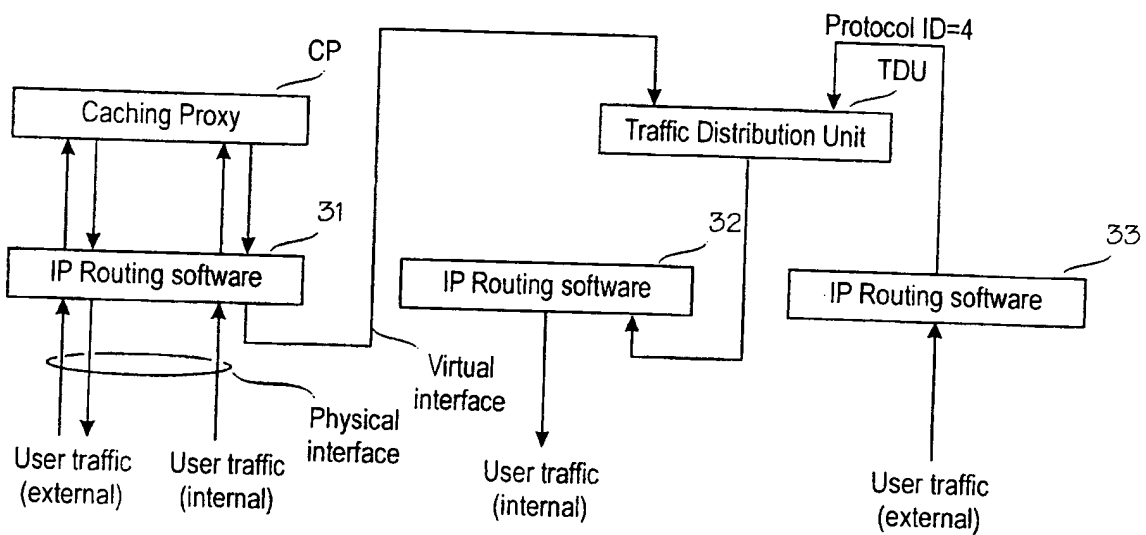 Protocol ID=4
CP
TDU
Caching Proxy
Traffic Distribution Unit
31
32
33
IP Routing software
IP Routing software
IP Routing software
Virtual
interface
Physical
interface
User traffic
(external)
User traffic
(internal)
User traffic
(internal)
User traffic
(external)